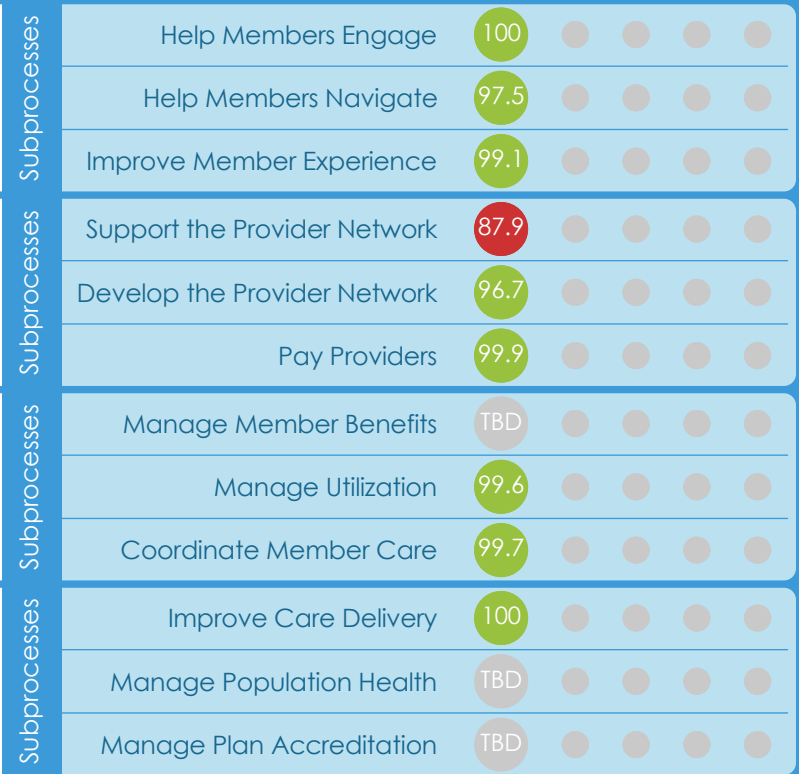 Subprocesses
Help Members Engage 100
Help Members Navigate 97.5
Improve Member Experience 99.1
Subprocesses
Support the Provider Network 87.9
Develop the Provider Network 96.7
Pay Providers 99.9
Subprocesses
Manage Member Benefits TBD
Manage Utilization 99.6
Coordinate Member Care 99.7
Subprocesses
Improve Care Delivery 100
Manage Population Health TBD
Manage Plan Accreditation TBD